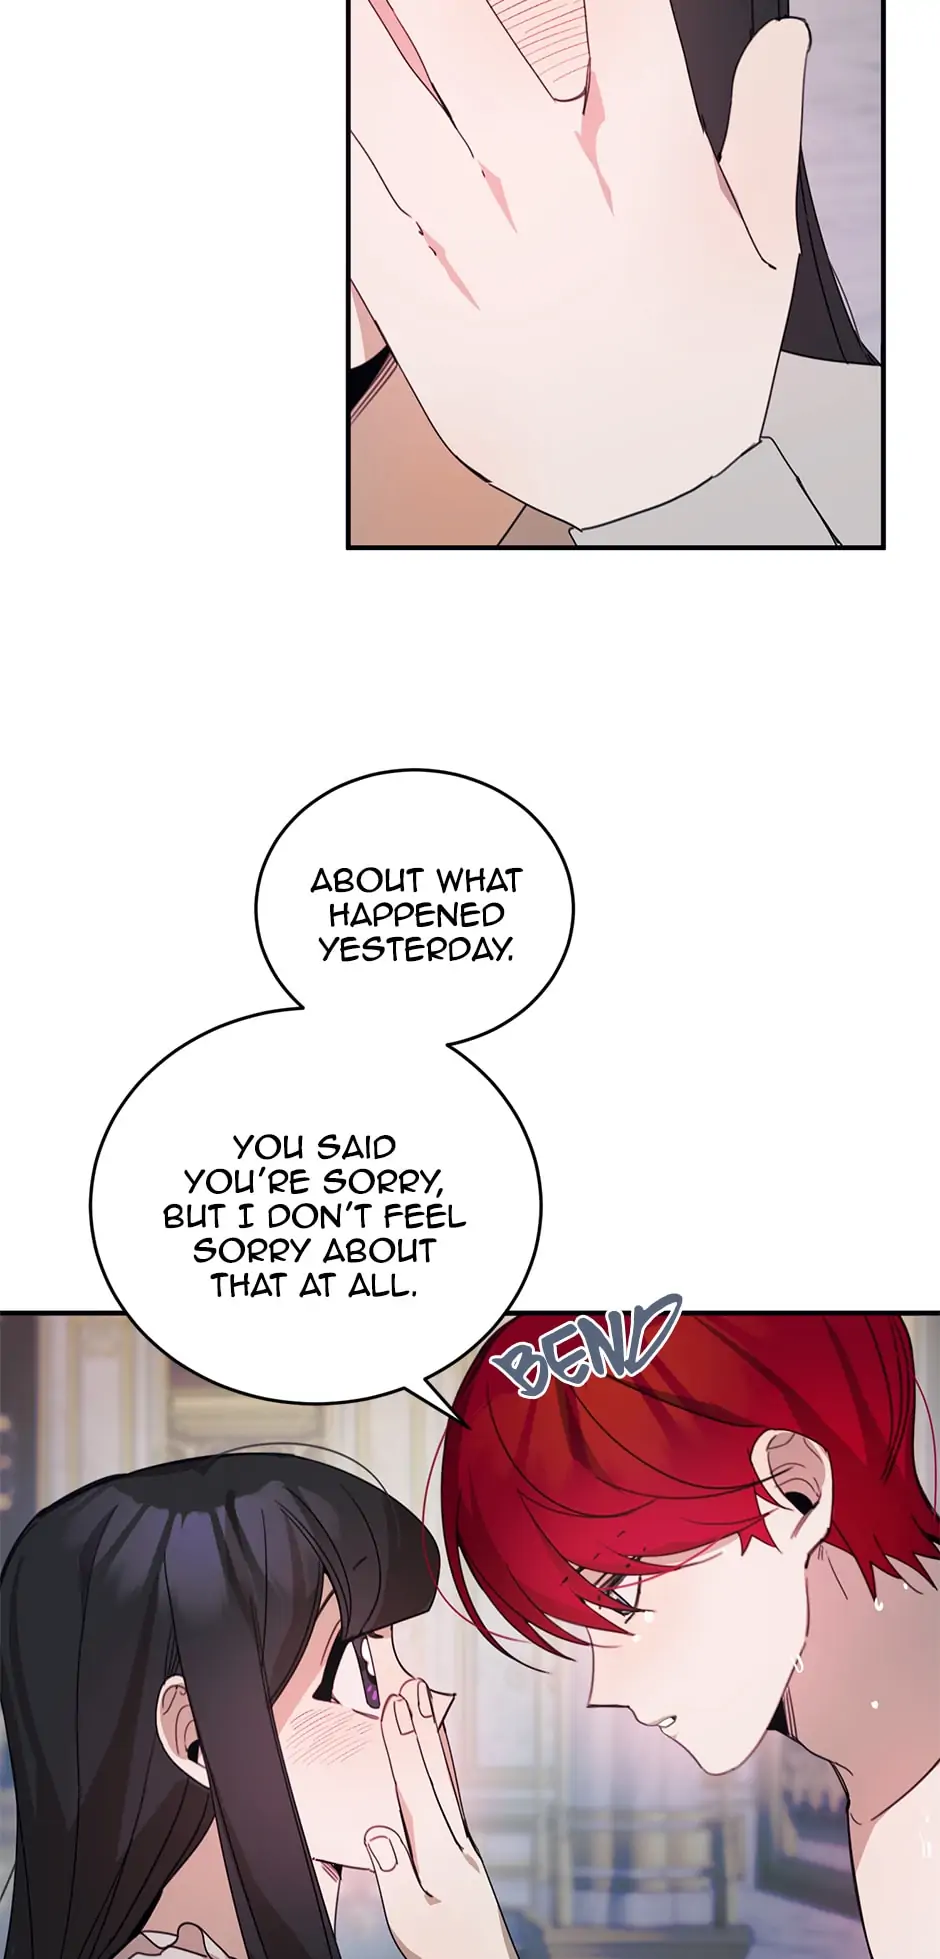 ABOUT WHAT
HAPPENED
YESTERDAY.
YOU SAID
YOU'RE SORRY,
BUT I DON'T FEEL
SORRY ABOUT
THAT AT ALL.
BEND